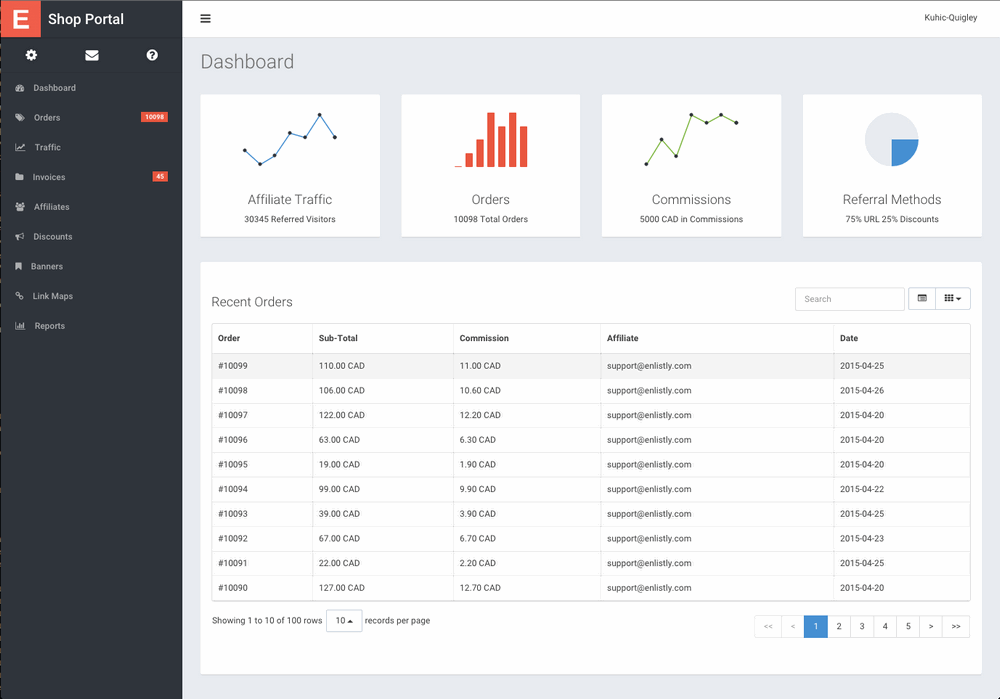 E Shop Portal
Kuhic-Quigley
Dashboard
Orders 10098
Traffic
Invoices 45
Affiliates
Discounts
Banners
Link Maps
Reports
Dashboard
Affiliate Traffic
30345 Referred Visitors
Orders
10098 Total Orders
Commissions
5000 CAD in Commissions
Referral Methods
75% URL 25% Discounts
Recent Orders
Search
Order Sub-Total Commission Affiliate Date
#10099 110.00 CAD 11.00 CAD support@enlistly.com 2015-04-25
#10098 106.00 CAD 10.60 CAD support@enlistly.com 2015-04-26
#10097 122.00 CAD 12.20 CAD support@enlistly.com 2015-04-20
#10096 63.00 CAD 6.30 CAD support@enlistly.com 2015-04-20
#10095 19.00 CAD 1.90 CAD support@enlistly.com 2015-04-20
#10094 99.00 CAD 9.90 CAD support@enlistly.com 2015-04-22
#10093 39.00 CAD 3.90 CAD support@enlistly.com 2015-04-25
#10092 67.00 CAD 6.70 CAD support@enlistly.com 2015-04-23
#10091 22.00 CAD 2.20 CAD support@enlistly.com 2015-04-25
#10090 127.00 CAD 12.70 CAD support@enlistly.com 2015-04-20
Showing 1 to 10 of 100 rows 10 records per page
<< < 1 2 3 4 5 > >>